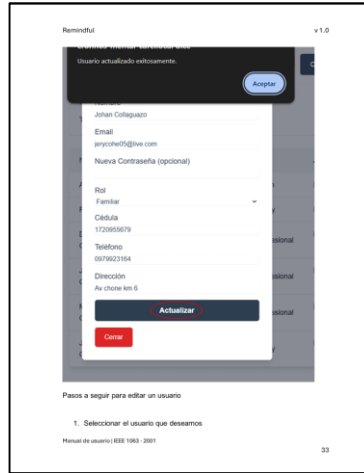 Remindful v 1.0
Usuario actualizado exitosamente.
Aceptar
Johan Collaguazo
Email
jerycohe05@live.com
Nueva Contraseña (opcional)
Rol
Familiar
Cédula
1720955679
Teléfono
0979923164
Dirección
Av chone km 6
Actualizar
Cerrar
Pasos a seguir para editar un usuario
1. Seleccionar el usuario que deseamos
Manual de usuario | IEEE 1063 - 2001
33